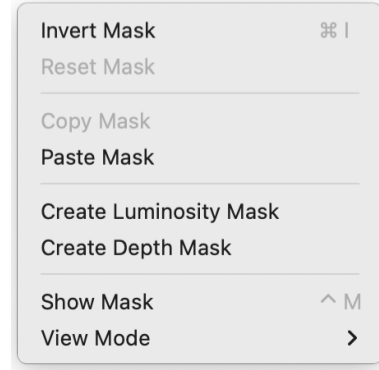 Invert Mask ⌘ I
Reset Mask
Copy Mask
Paste Mask
Create Luminosity Mask
Create Depth Mask
Show Mask ^ M
View Mode >